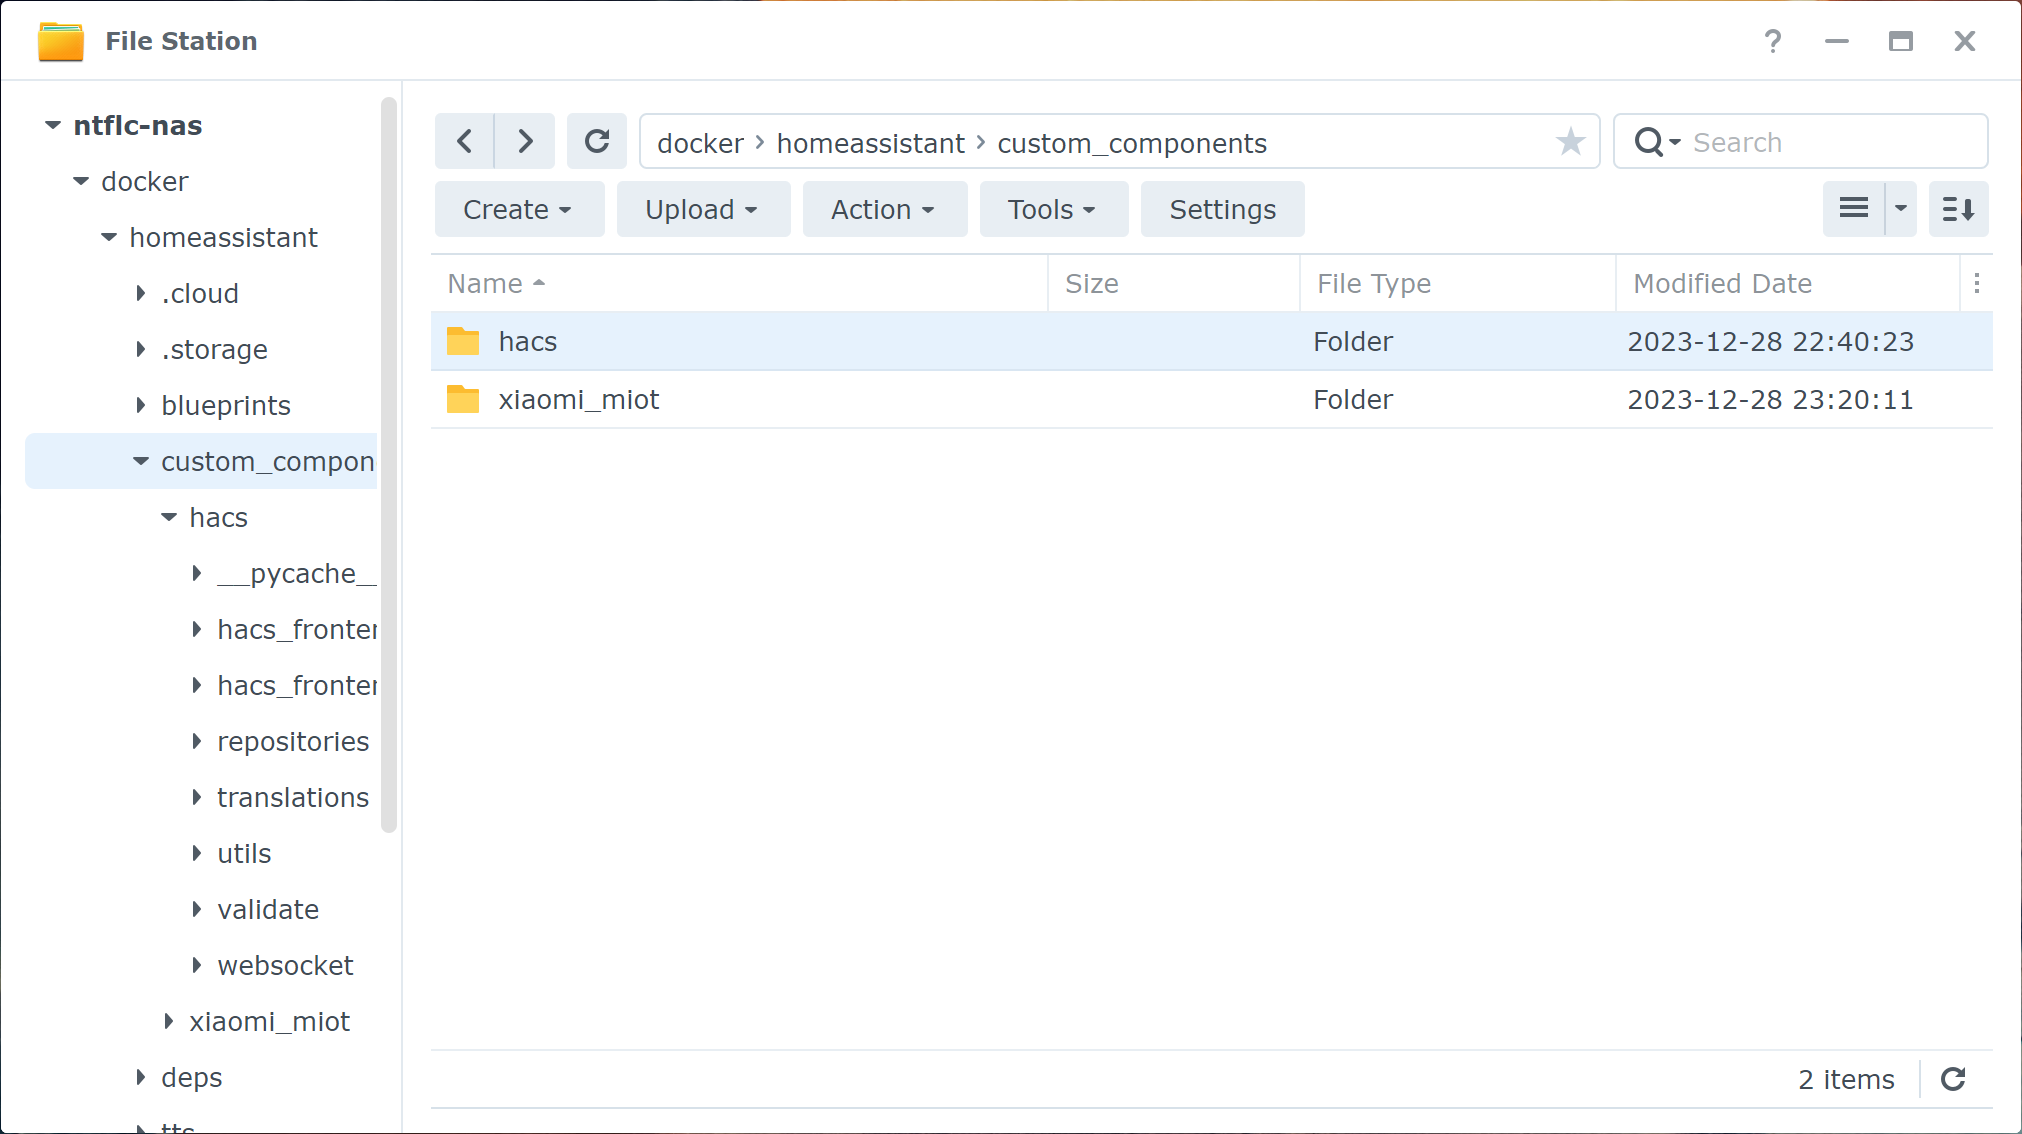 File Station
ntflc-nas
docker
homeassistant
.cloud
.storage
blueprints
custom_compon
hacs
__pycache__
hacs_fronter
hacs_fronter
repositories
translations
utils
validate
websocket
xiaomi_miot
deps
tts
docker › homeassistant › custom_components
Search
Create
Upload
Action
Tools
Settings
Name
Size
File Type
Modified Date
hacs Folder 2023-12-28 22:40:23
xiaomi_miot Folder 2023-12-28 23:20:11
2 items